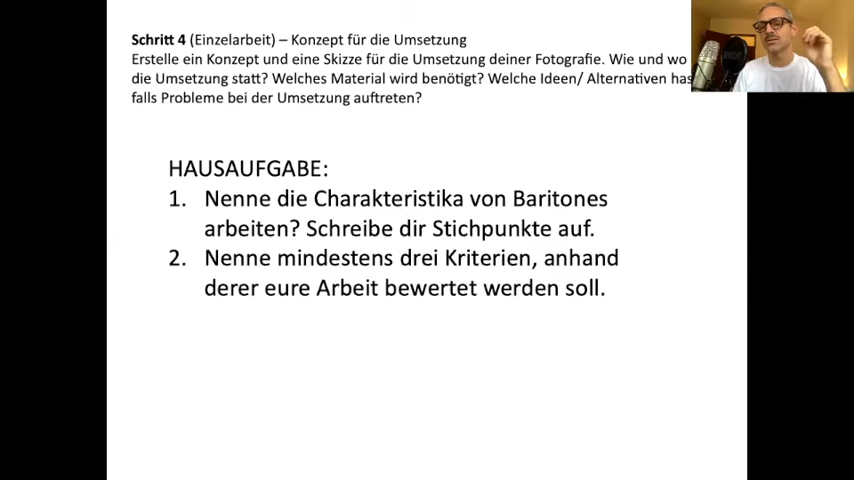 Schritt 4 (Einzelarbeit) – Konzept für die Umsetzung
Erstelle ein Konzept und eine Skizze für die Umsetzung deiner Fotografie. Wie und wo
die Umsetzung statt? Welches Material wird benötigt? Welche Ideen/ Alternativen has
falls Probleme bei der Umsetzung auftreten?
HAUSAUFGABE:
1. Nenne die Charakteristika von Baritones
arbeiten? Schreibe dir Stichpunkte auf.
2. Nenne mindestens drei Kriterien, anhand
derer eure Arbeit bewertet werden soll.